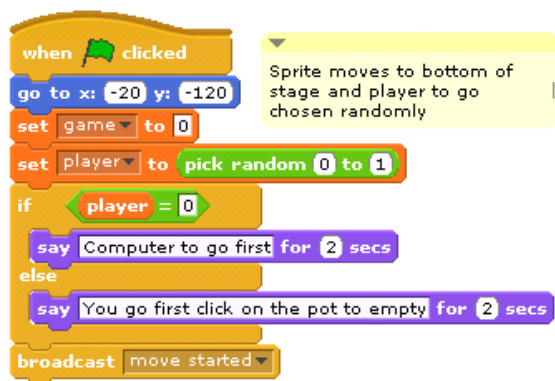 when clicked
Sprite moves to bottom of
stage and player to go
chosen randomly
go to x: -20 y: -120
set game to 0
set player to pick random 0 to 1
if player = 0
say Computer to go first for 2 secs
else
say You go first click on the pot to empty for 2 secs
broadcast move started